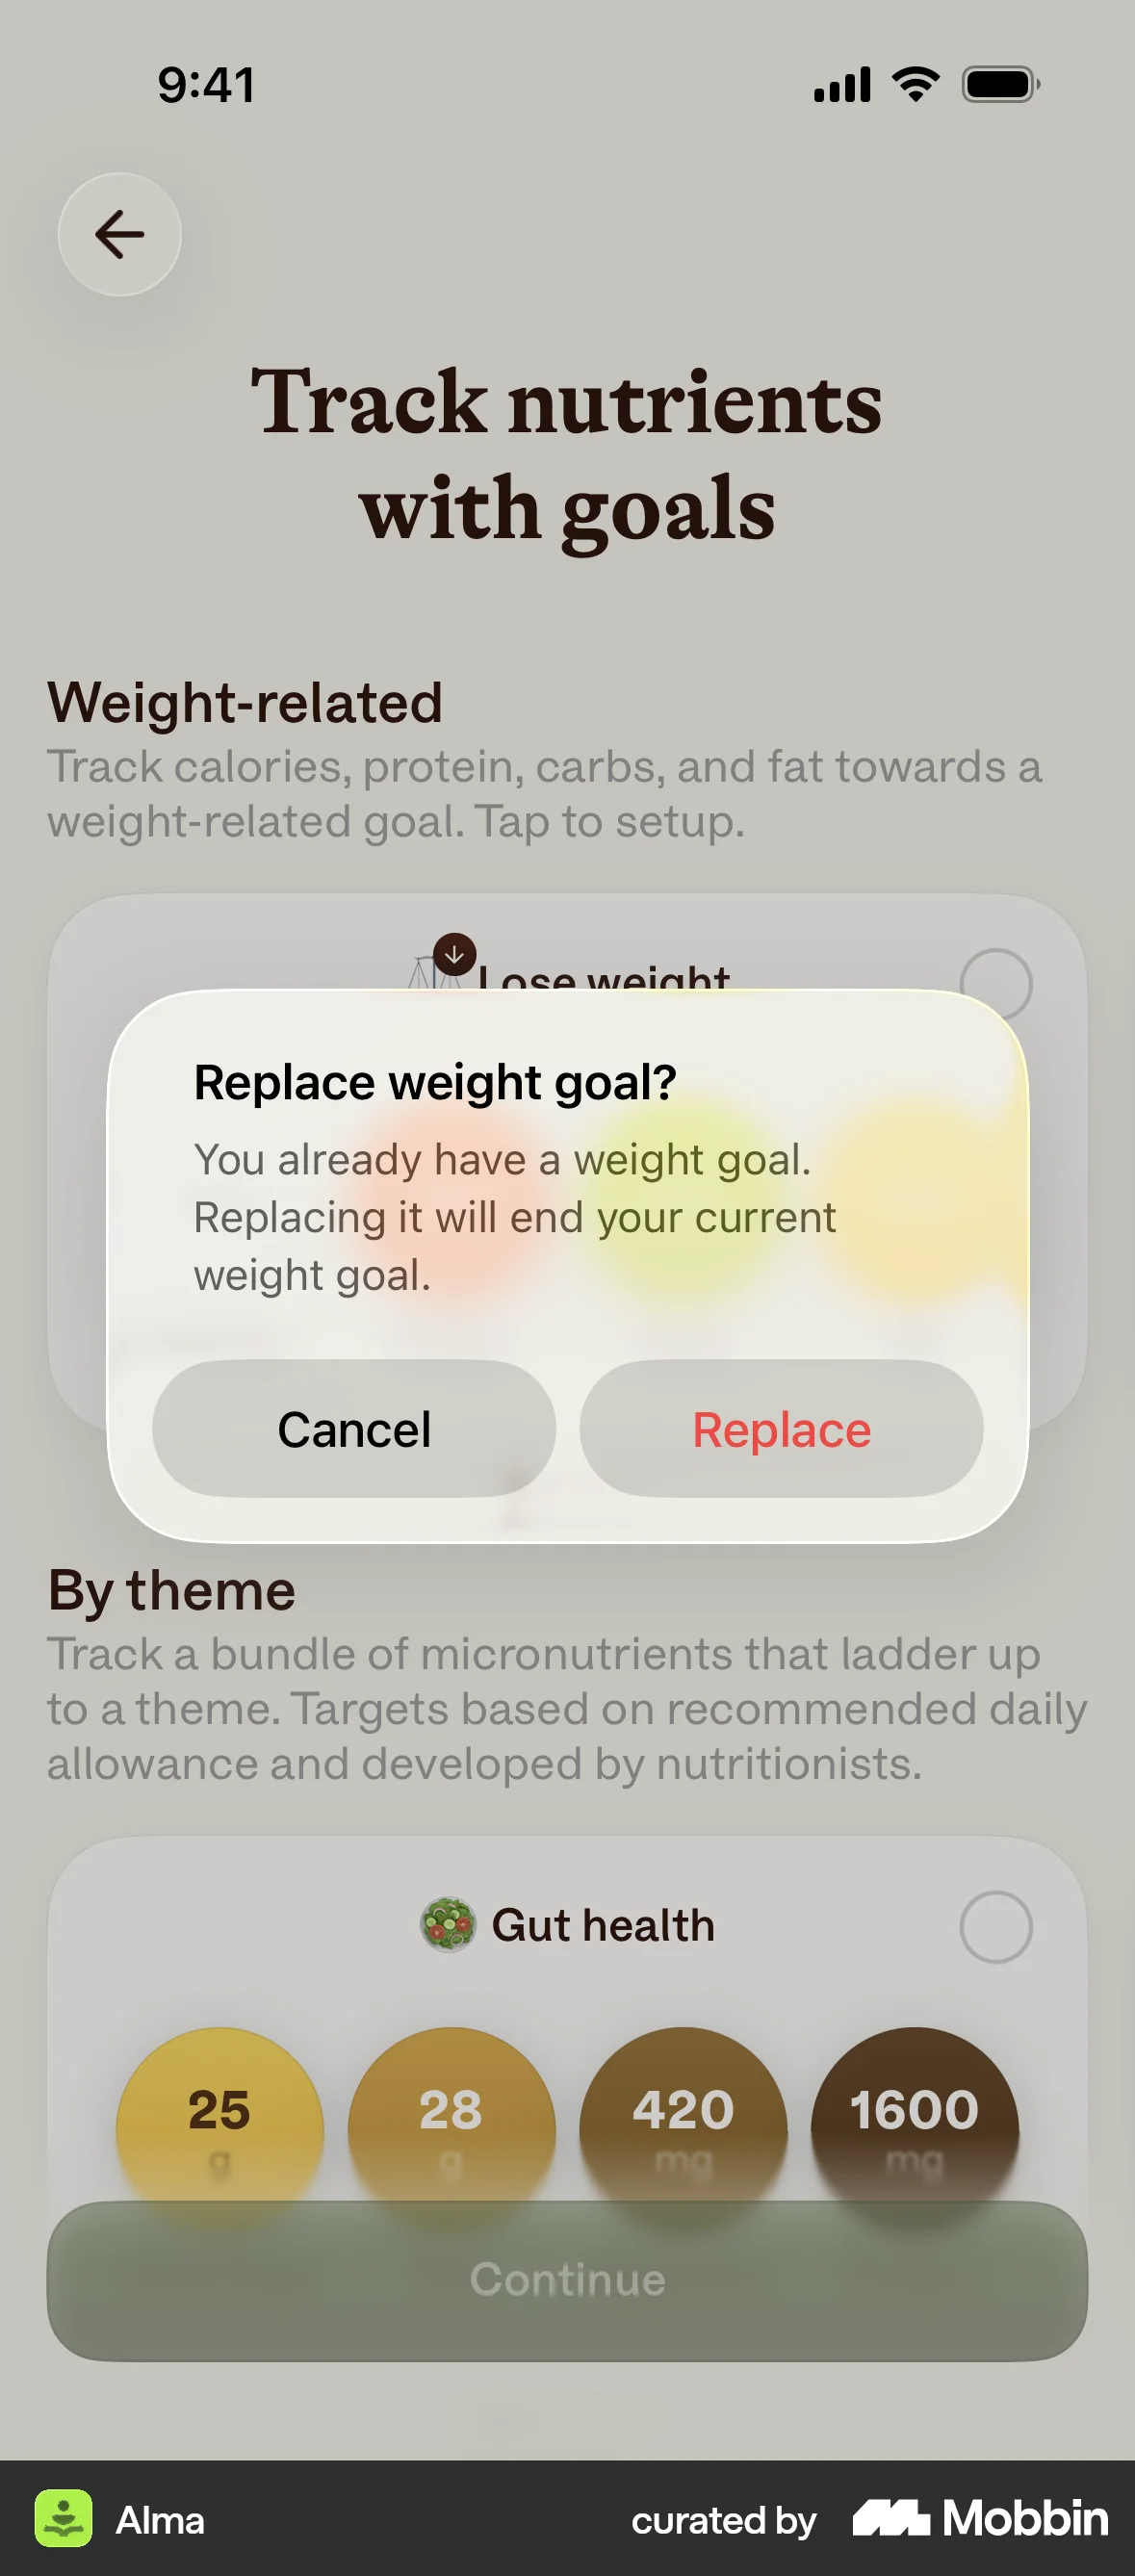 9:41
Track nutrients
with goals
Weight-related
Track calories, protein, carbs, and fat towards a
weight-related goal. Tap to setup.
Lose weight
Replace weight goal?
You already have a weight goal.
Replacing it will end your current
weight goal.
Cancel
Replace
By theme
Track a bundle of micronutrients that ladder up
to a theme. Targets based on recommended daily
allowance and developed by nutritionists.
Gut health
25 28 420 1600
g g mg mg
Continue
Alma
curated by Mobbin